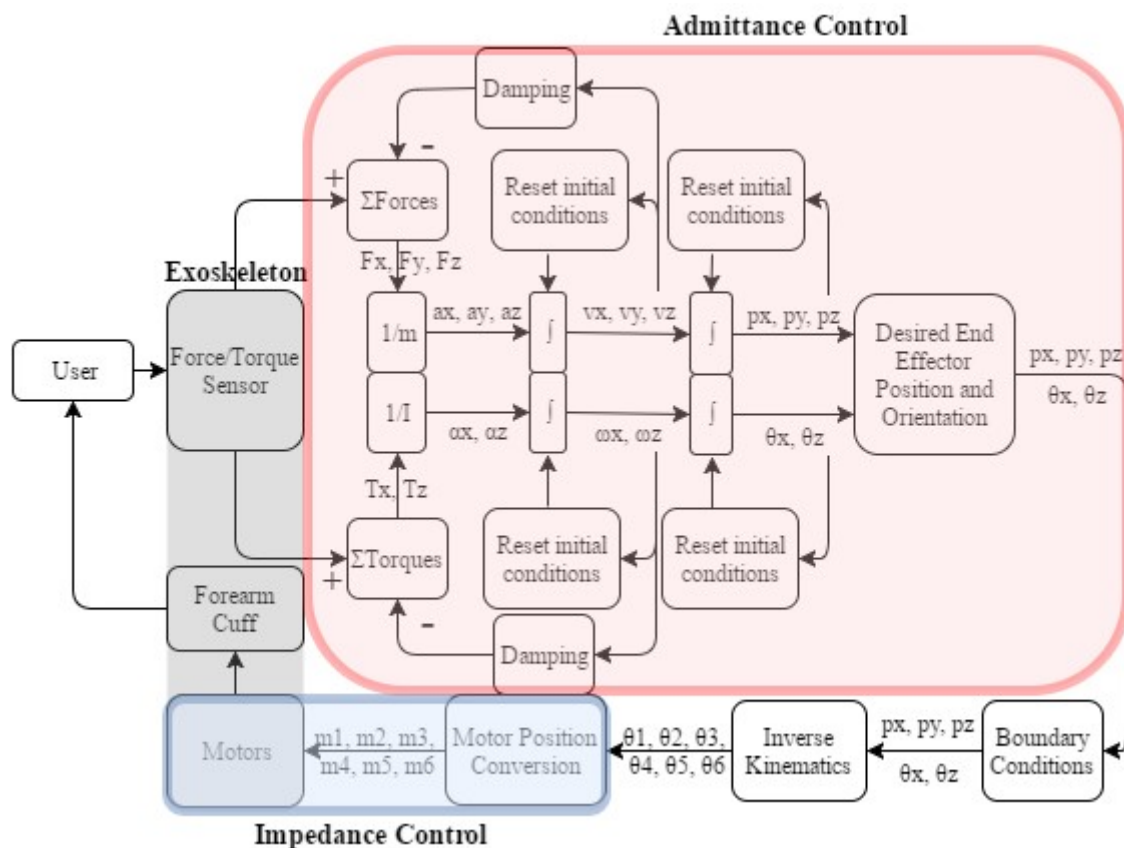 Admittance Control
Damping
-
+
ΣForces
Reset initial
conditions
Reset initial
conditions
Fx, Fy, Fz
Exoskeleton
User
Force/Torque
Sensor
1/m
ax, ay, az
∫
vx, vy, vz
∫
px, py, pz
Desired End
Effector
Position and
Orientation
px, py, pz
θx, θz
1/I
αx, αz
∫
ωx, ωz
∫
θx, θz
Tx, Tz
ΣTorques
+
Reset initial
conditions
Reset initial
conditions
-
Damping
Forearm
Cuff
Motors
m1, m2, m3,
m4, m5, m6
Motor Position
Conversion
θ1, θ2, θ3,
θ4, θ5, θ6
Inverse
Kinematics
px, py, pz
θx, θz
Boundary
Conditions
Impedance Control